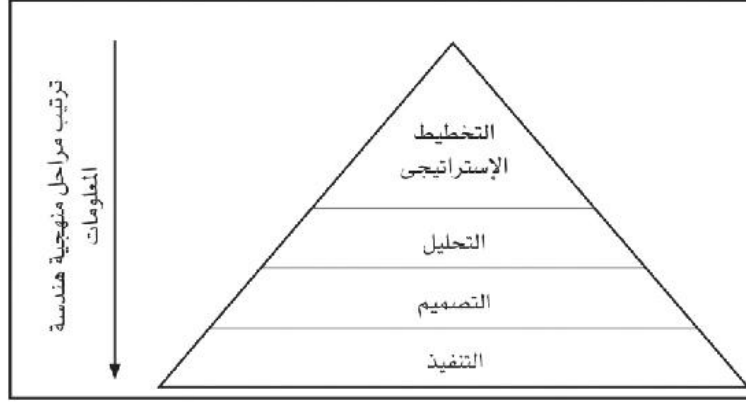 ترتيب مراحل منهجية هندسة
المعلومات
التخطيط
الإستراتيجى
التحليل
التصميم
التنفيذ